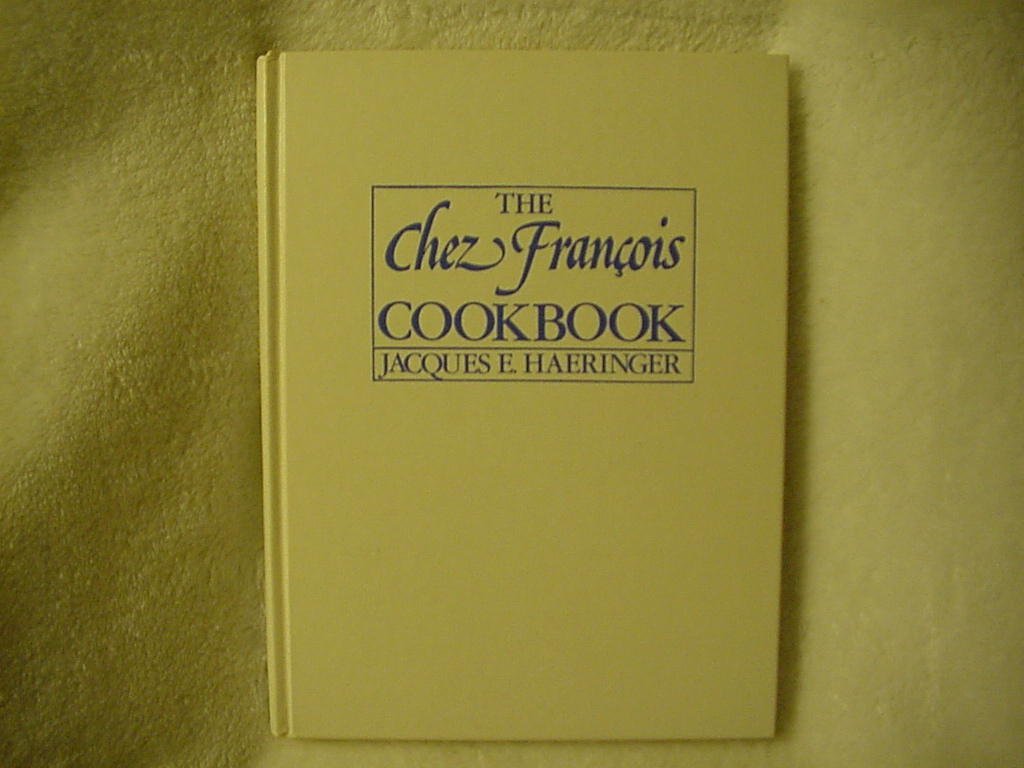 THE
Chez François
COOKBOOK
JACQUES E. HAERINGER